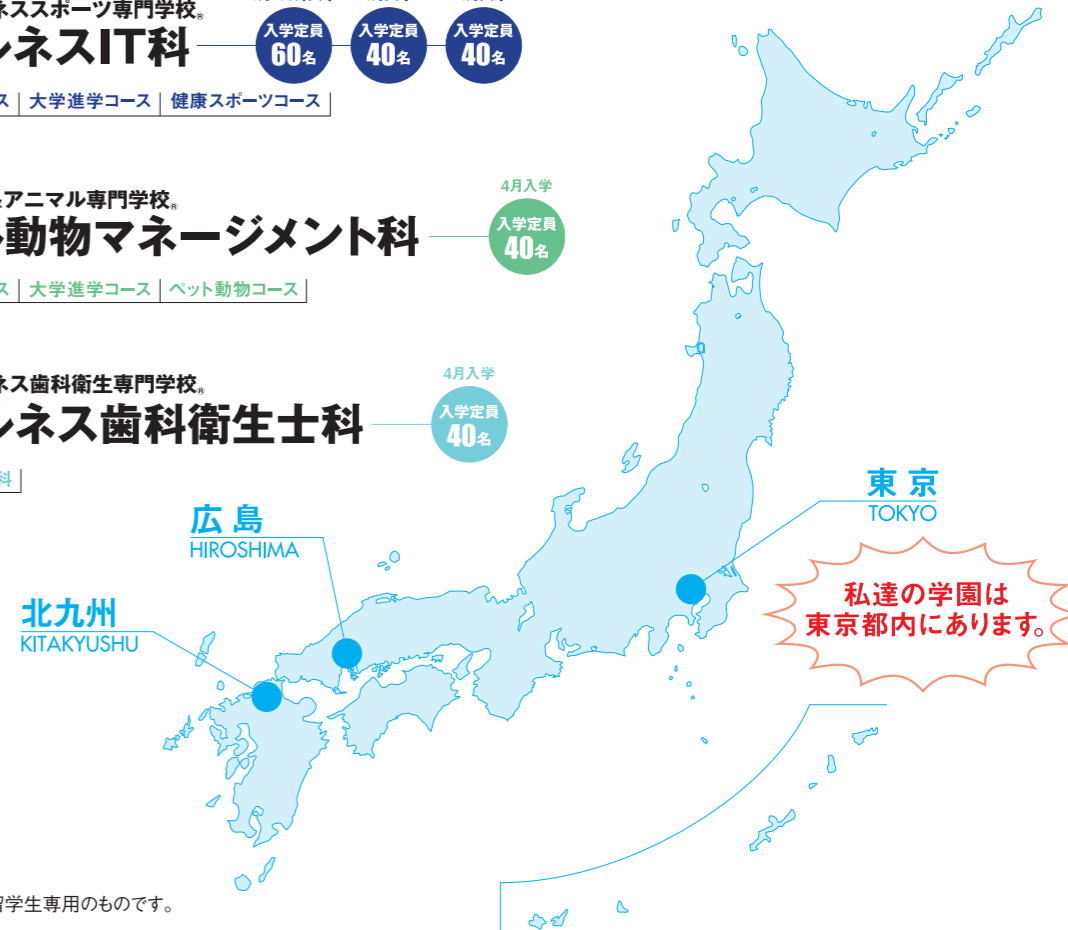 ネススポーツ専門学校®
ルネスIT科
入学定員
60名
入学定員
40名
入学定員
40名
ス｜大学進学コース｜健康スポーツコース
アニマル専門学校®
動物マネージメント科
4月入学
入学定員
40名
ス｜大学進学コース｜ペット動物コース
ネス歯科衛生専門学校®
ルネス歯科衛生士科
4月入学
入学定員
40名
科
東京
TOKYO
広島
HIROSHIMA
私達の学園は
東京都内にあります。
北九州
KITAKYUSHU
留学生専用のものです。